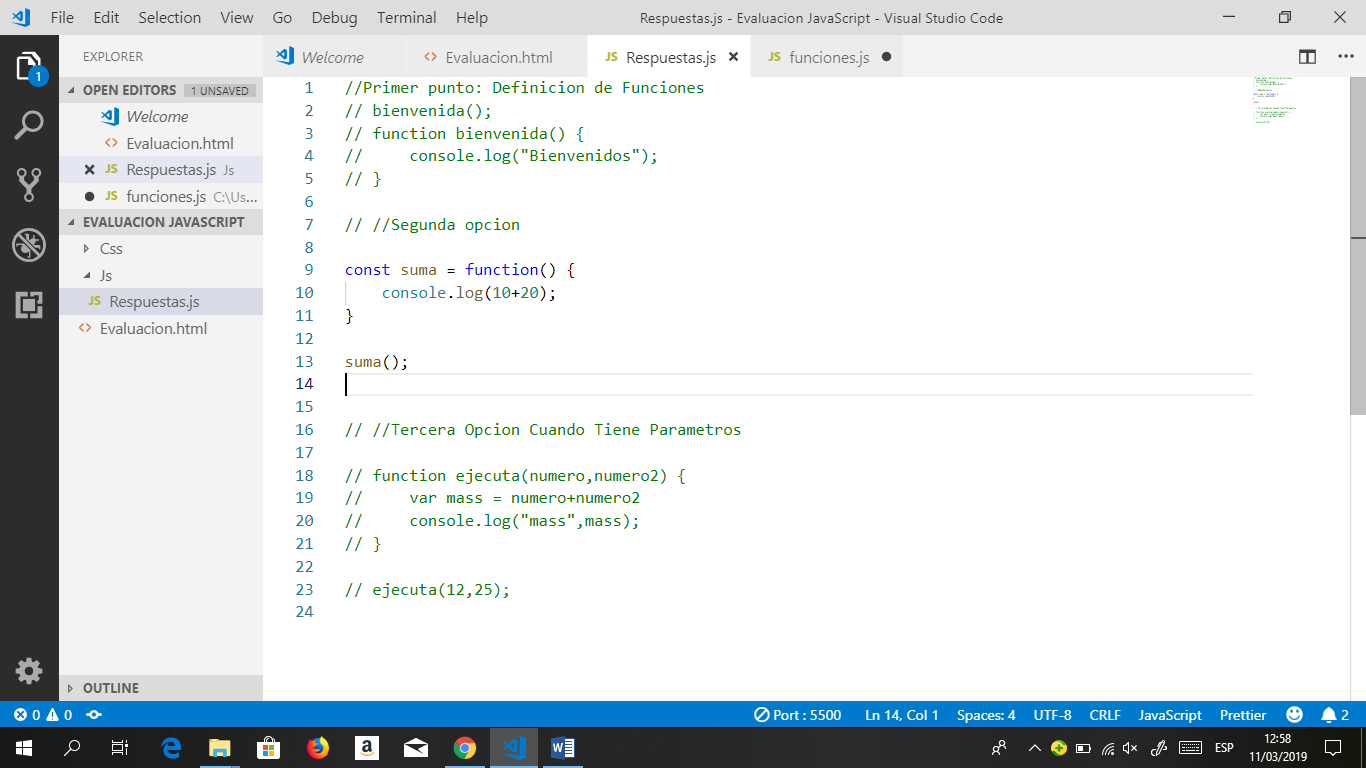 File Edit Selection View Go Debug Terminal Help Respuestas.js - Evaluacion JavaScript - Visual Studio Code
EXPLORER
OPEN EDITORS 1 UNSAVED
Welcome
Evaluacion.html
JS Respuestas.js Js
JS funciones.js C:\Us...
EVALUACION JAVASCRIPT
Css
Js
JS Respuestas.js
Evaluacion.html
OUTLINE
1
Welcome <> Evaluacion.html JS Respuestas.js JS funciones.js
1 //Primer punto: Definicion de Funciones
2 // bienvenida();
3 // function bienvenida() {
4 //     console.log("Bienvenidos");
5 // }
6
7 // //Segunda opcion
8
9 const suma = function() {
10     console.log(10+20);
11 }
12
13 suma();
14
15
16 // //Tercera Opcion Cuando Tiene Parametros
17
18 // function ejecuta(numero,numero2) {
19 //     var mass = numero+numero2
20 //     console.log("mass",mass);
21 // }
22
23 // ejecuta(12,25);
24
0 0 Port : 5500 Ln 14, Col 1 Spaces: 4 UTF-8 CRLF JavaScript Prettier 2
ESP 12:58
11/03/2019